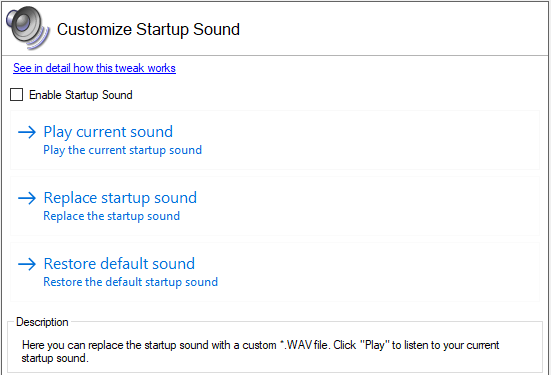 Customize Startup Sound
See in detail how this tweak works
Enable Startup Sound
Play current sound
Play the current startup sound
Replace startup sound
Replace the startup sound
Restore default sound
Restore the default startup sound
Description
Here you can replace the startup sound with a custom *.WAV file. Click "Play" to listen to your current
startup sound.